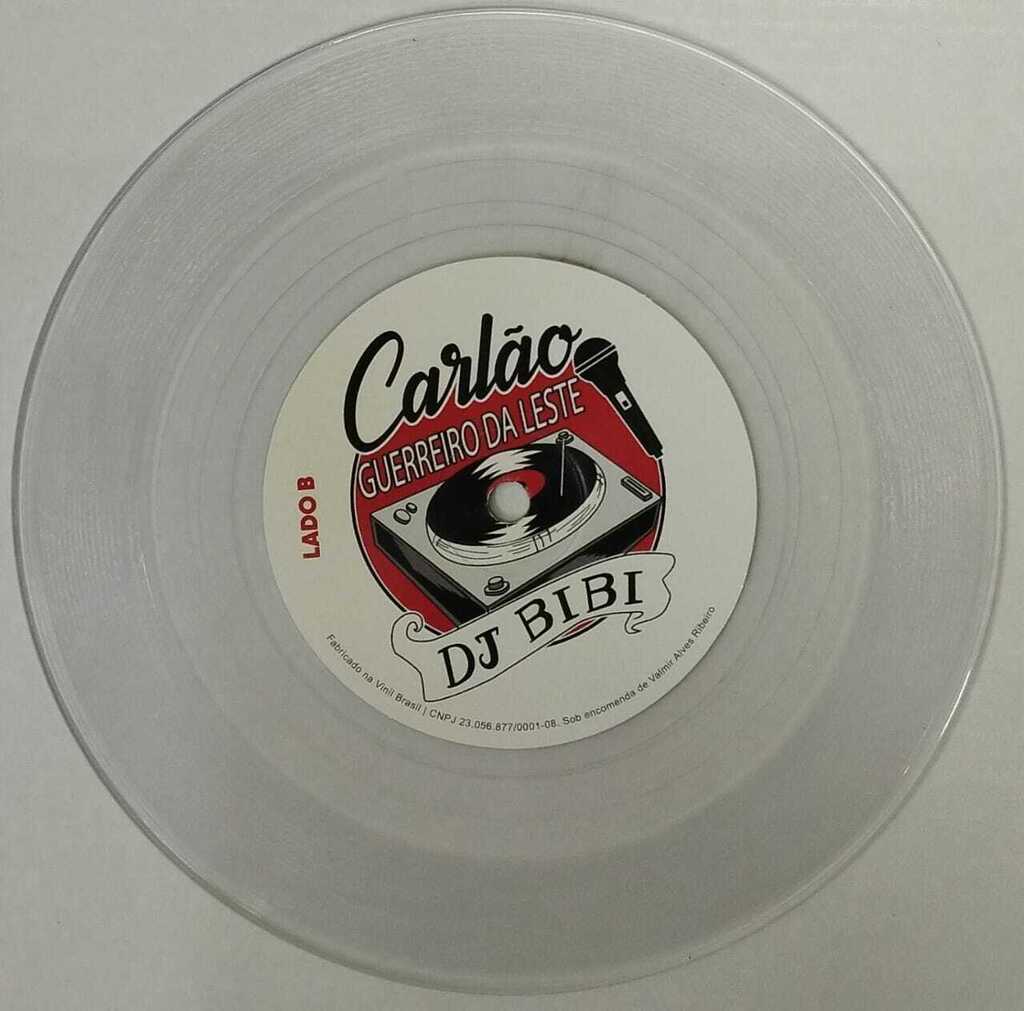 Carlão
GUERREIRO DA LESTE
LADO B
DJ BIBI
Fabricado na Vinil Brasil | CNPJ 23.056.877/0001-08. Sob encomenda de Valmir Alves Ribeiro